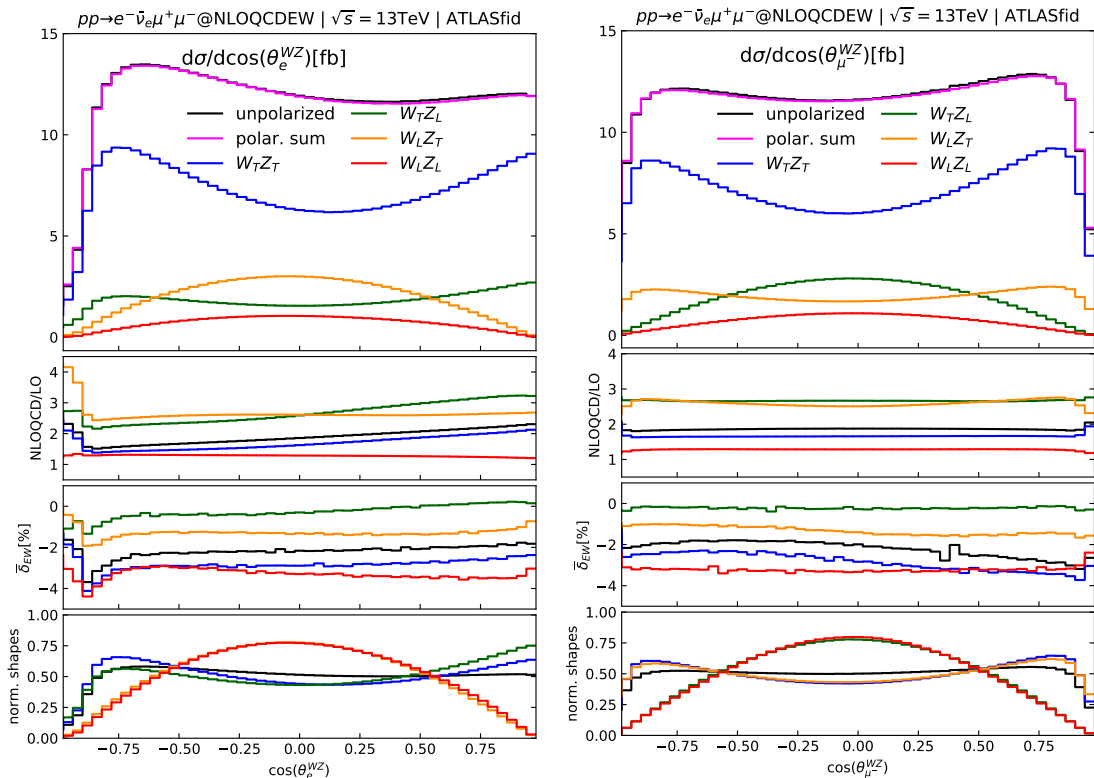 pp→e⁻ν̄ₑμ⁺μ⁻@NLOQCDEW | √s = 13TeV | ATLASfid
dσ/dcos(θ_e^{WZ})[fb]
unpolarized
polar. sum
W_TZ_T
W_TZ_L
W_LZ_T
W_LZ_L
15
10
5
0
NLOQCD/LO
4
3
2
1
δ̄_{EW}[%]
0
−2
−4
norm. shapes
1.00
0.75
0.50
0.25
0.00
−0.75 −0.50 −0.25 0.00 0.25 0.50 0.75
cos(θ_e^{WZ})
pp→e⁻ν̄ₑμ⁺μ⁻@NLOQCDEW | √s = 13TeV | ATLASfid
dσ/dcos(θ_{μ⁻}^{WZ})[fb]
unpolarized
polar. sum
W_TZ_T
W_TZ_L
W_LZ_T
W_LZ_L
15
10
5
0
NLOQCD/LO
4
3
2
1
δ̄_{EW}[%]
0
−2
−4
norm. shapes
1.00
0.75
0.50
0.25
0.00
−0.75 −0.50 −0.25 0.00 0.25 0.50 0.75
cos(θ_{μ⁻}^{WZ})